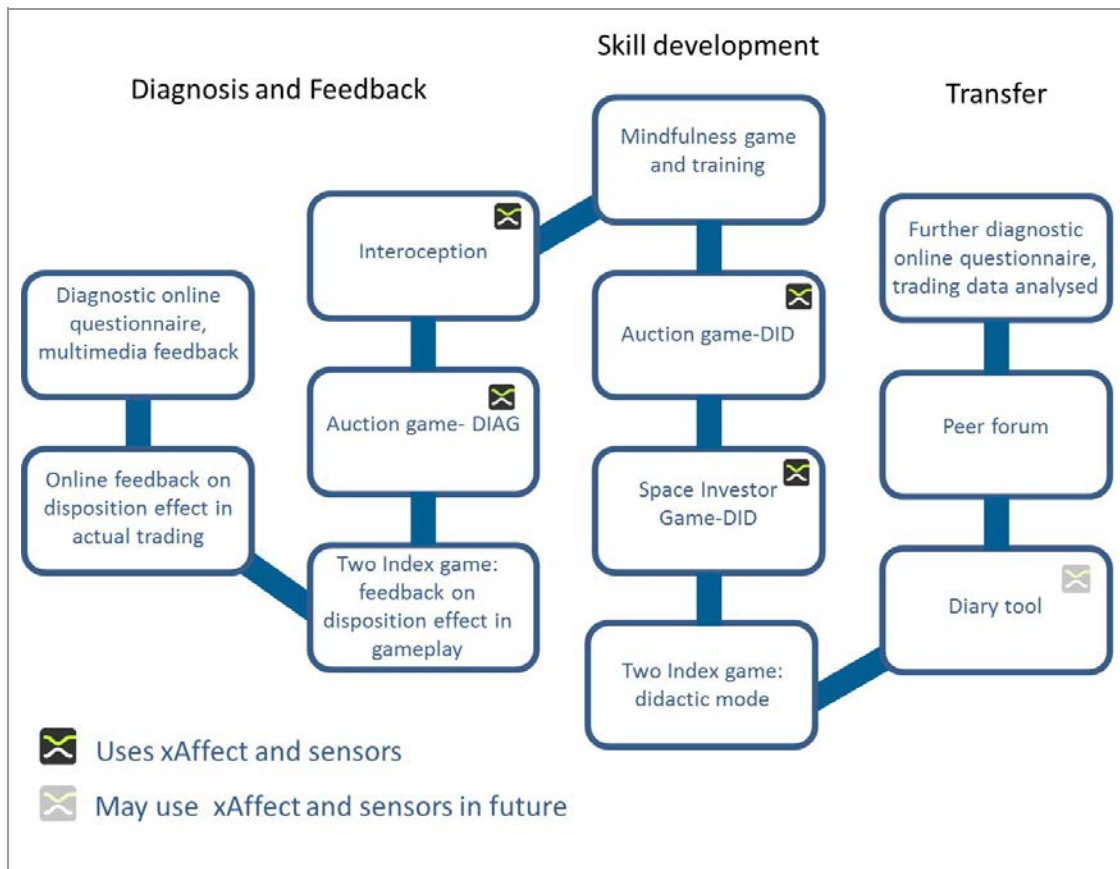 Skill development
Diagnosis and Feedback
Transfer
Diagnostic online
questionnaire,
multimedia feedback
Online feedback on
disposition effect in
actual trading
Two Index game:
feedback on
disposition effect in
gameplay
Auction game- DIAG
Interoception
Mindfulness game
and training
Auction game-DID
Space Investor
Game-DID
Two Index game:
didactic mode
Diary tool
Peer forum
Further diagnostic
online questionnaire,
trading data analysed
Uses xAffect and sensors
May use xAffect and sensors in future